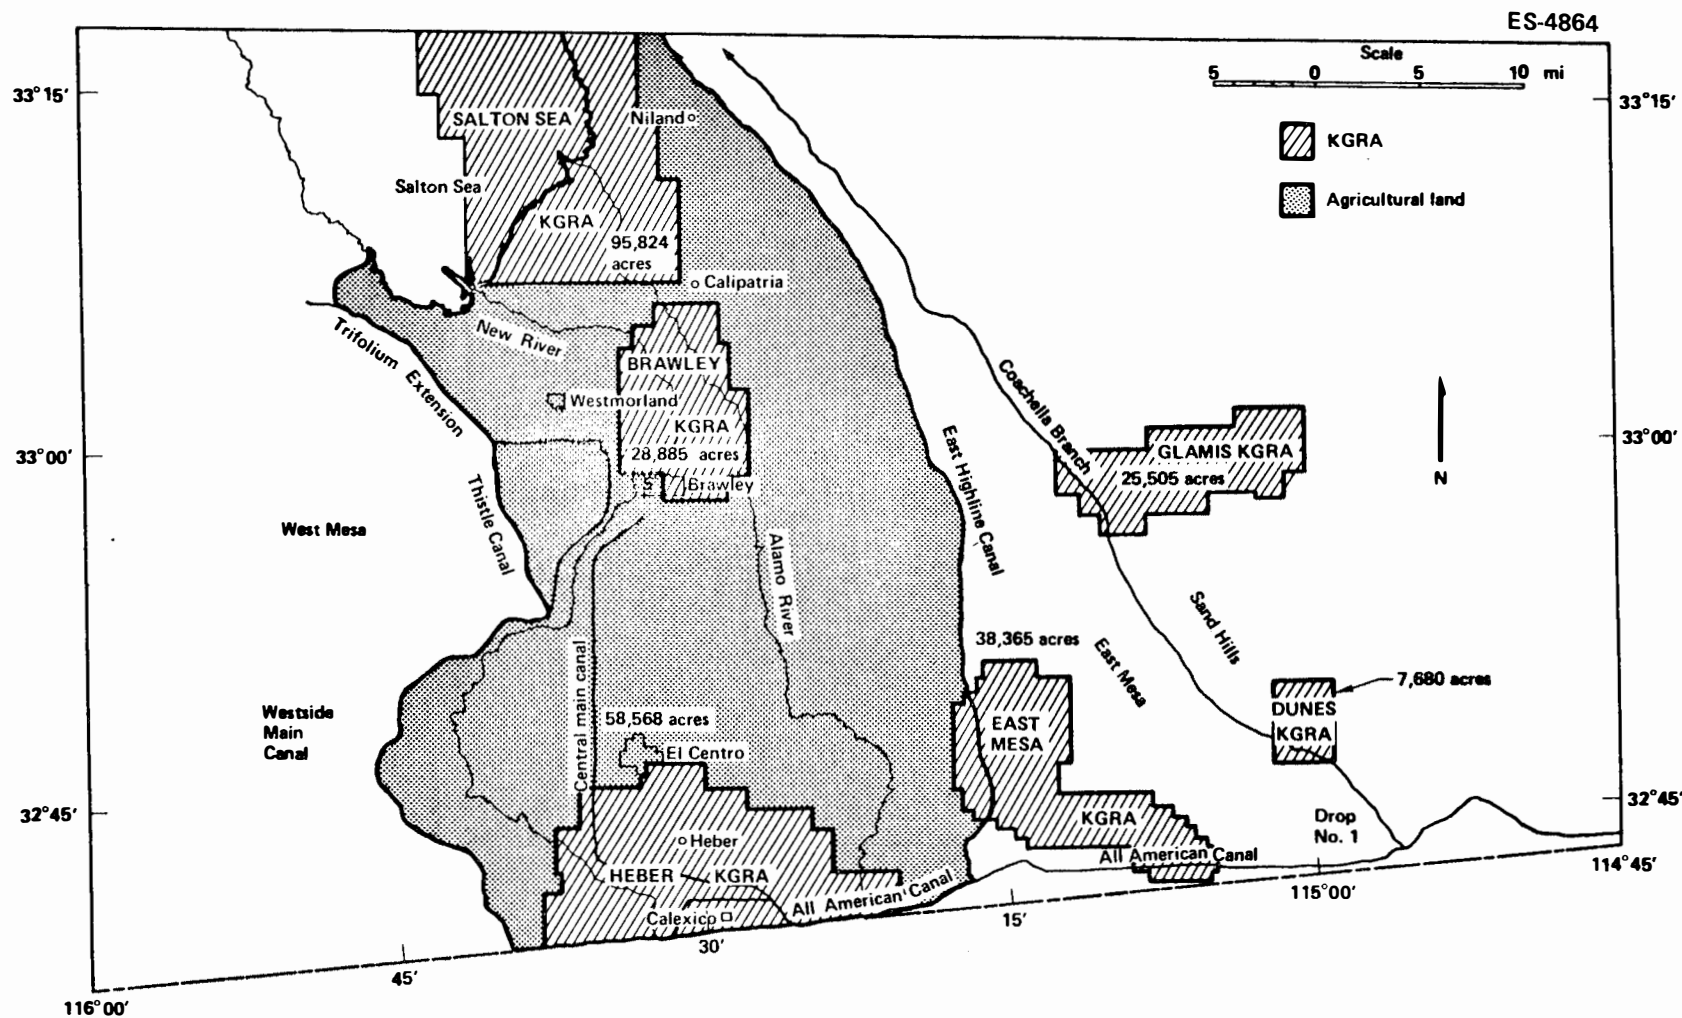 ES-4864
Scale
5 0 5 10 mi
33°15′
33°15′
KGRA
Agricultural land
SALTON SEA
Niland
Salton Sea
KGRA
95,824
acres
Calipatria
New River
Trifolium Extension
BRAWLEY
Westmorland
KGRA
28,885 acres
Brawley
Coachella Branch
GLAMIS KGRA
25,505 acres
N
33°00′
33°00′
East Highline Canal
Thistle Canal
West Mesa
Alamo River
Sand Hills
East Mesa
38,365 acres
7,680 acres
DUNES
KGRA
EAST
MESA
KGRA
Westside
Main
Canal
Central main canal
58,568 acres
El Centro
32°45′
32°45′
Drop
No. 1
Heber
HEBER KGRA
All American Canal
All American Canal
Calexico
114°45′
115°00′
15′
30′
45′
116°00′